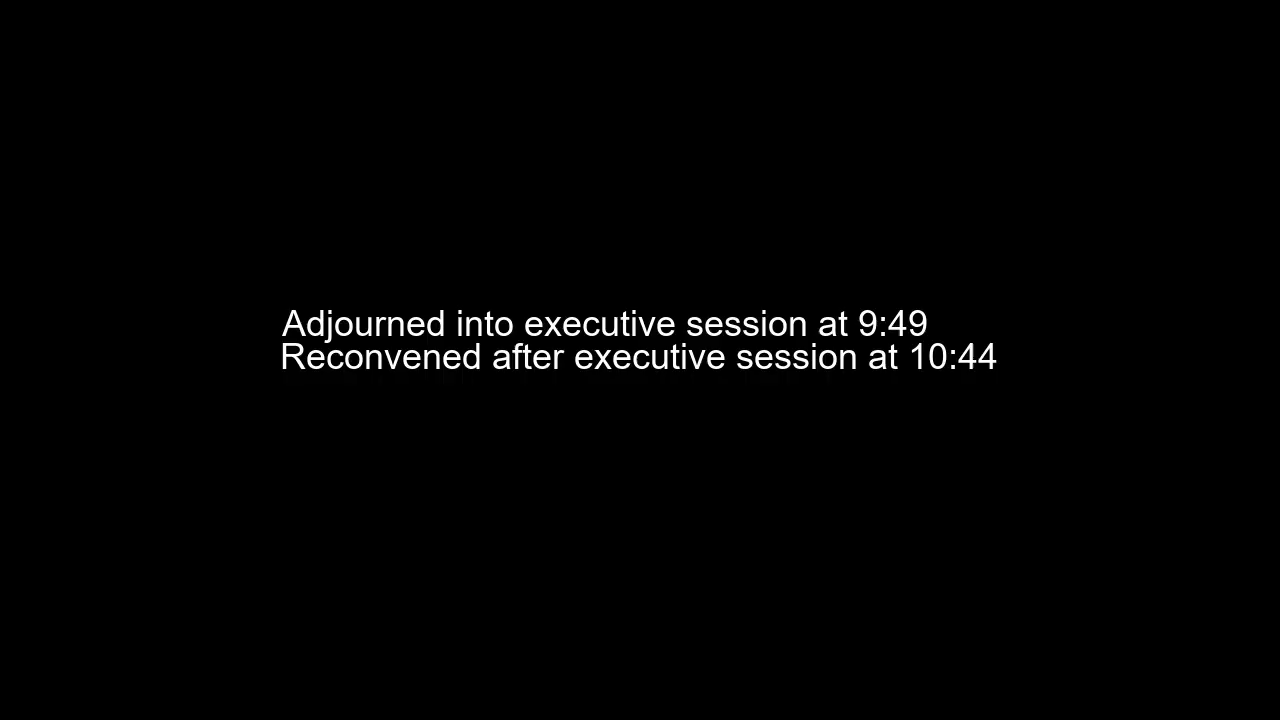 Adjourned into executive session at 9:49
Reconvened after executive session at 10:44